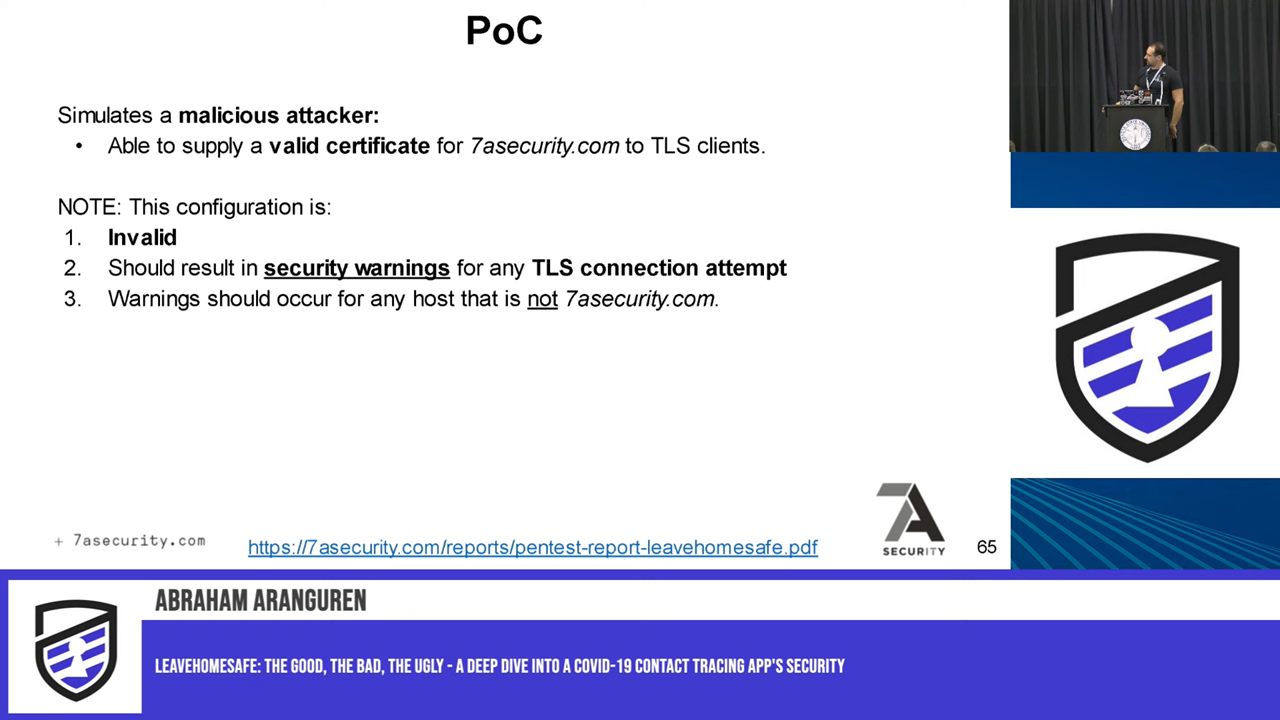 PoC
Simulates a malicious attacker:
• Able to supply a valid certificate for 7asecurity.com to TLS clients.
NOTE: This configuration is:
1. Invalid
2. Should result in security warnings for any TLS connection attempt
3. Warnings should occur for any host that is not 7asecurity.com.
+ 7asecurity.com
https://7asecurity.com/reports/pentest-report-leavehomesafe.pdf
7A
SECURITY
65
ABRAHAM ARANGUREN
LEAVEHOMESAFE: THE GOOD, THE BAD, THE UGLY - A DEEP DIVE INTO A COVID-19 CONTACT TRACING APP'S SECURITY